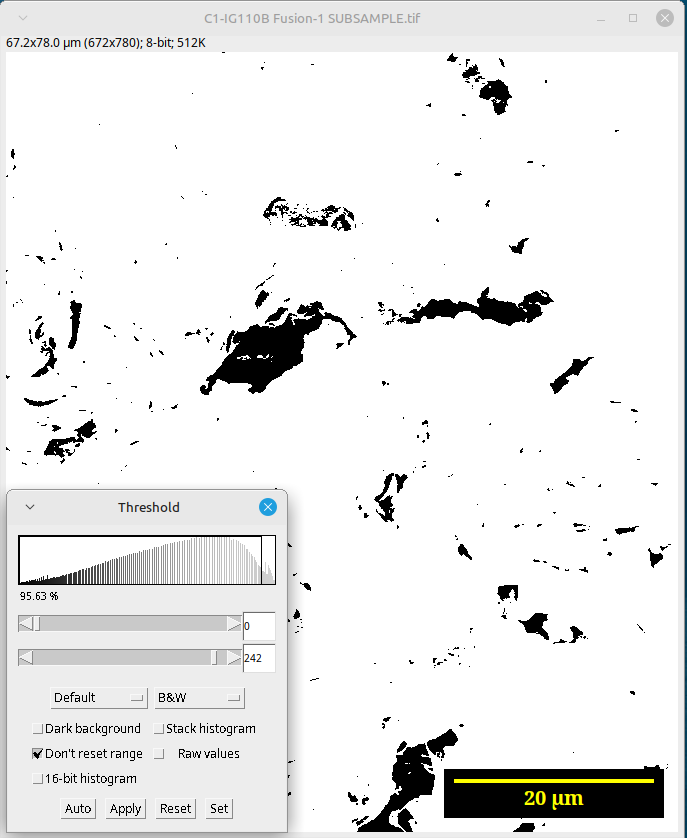 C1-IG110B Fusion-1 SUBSAMPLE.tif
67.2x78.0 µm (672x780); 8-bit; 512K
Threshold
95.63 %
0
242
Default B&W
Dark background Stack histogram
Don't reset range Raw values
16-bit histogram
Auto Apply Reset Set
20 µm